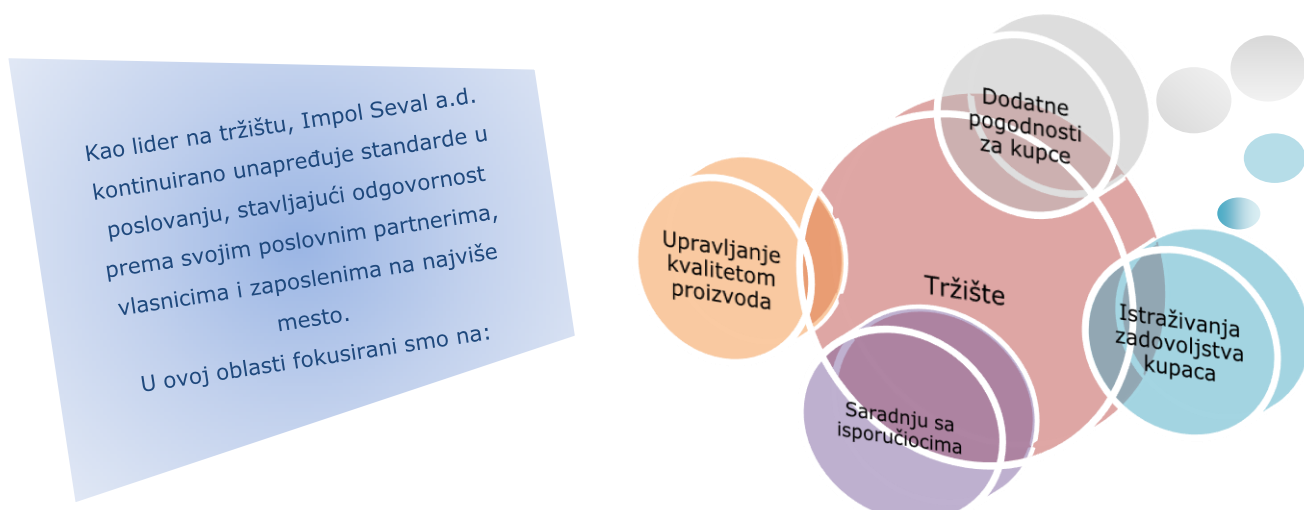 Kao lider na tržištu, Impol Seval a.d.
kontinuirano unapređuje standarde u
poslovanju, stavljajući odgovornost
prema svojim poslovnim partnerima,
vlasnicima i zaposlenima na najviše
mesto.
U ovoj oblasti fokusirani smo na:
Dodatne
pogodnosti
za kupce
Upravljanje
kvalitetom
proizvoda
Tržište
Istraživanja
zadovoljstva
kupaca
Saradnju sa
isporučiocima